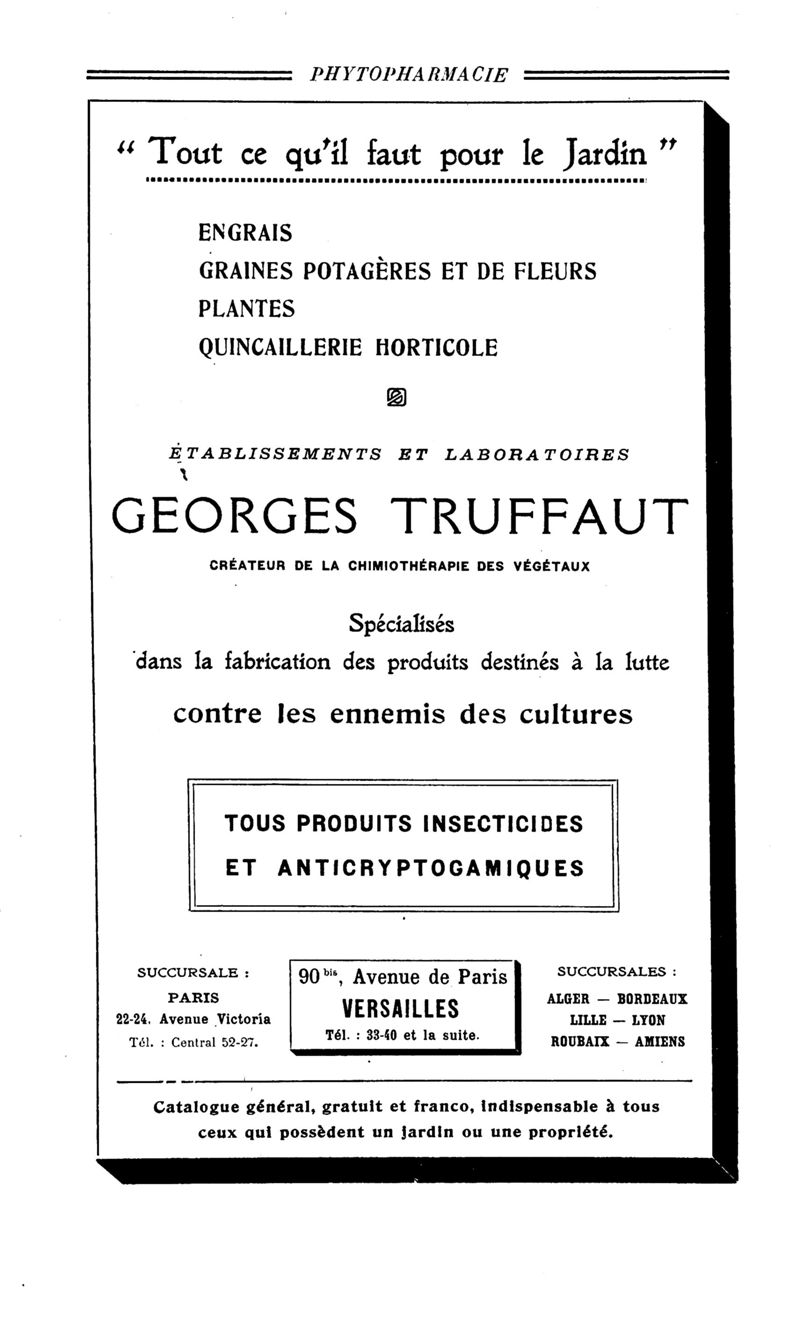 PHYTOPHARMACIE
“ Tout ce qu'il faut pour le Jardin ”
ENGRAIS
GRAINES POTAGÈRES ET DE FLEURS
PLANTES
QUINCAILLERIE HORTICOLE
ÉTABLISSEMENTS ET LABORATOIRES
GEORGES TRUFFAUT
CRÉATEUR DE LA CHIMIOTHÉRAPIE DES VÉGÉTAUX
Spécialisés
dans la fabrication des produits destinés à la lutte
contre les ennemis des cultures
TOUS PRODUITS INSECTICIDES
ET ANTICRYPTOGAMIQUES
SUCCURSALE :
PARIS
22-24, Avenue Victoria
Tél. : Central 52-27.
90 bis, Avenue de Paris
VERSAILLES
Tél. : 33-40 et la suite.
SUCCURSALES :
ALGER — BORDEAUX
LILLE — LYON
ROUBAIX — AMIENS
Catalogue général, gratuit et franco, indispensable à tous
ceux qui possèdent un jardin ou une propriété.